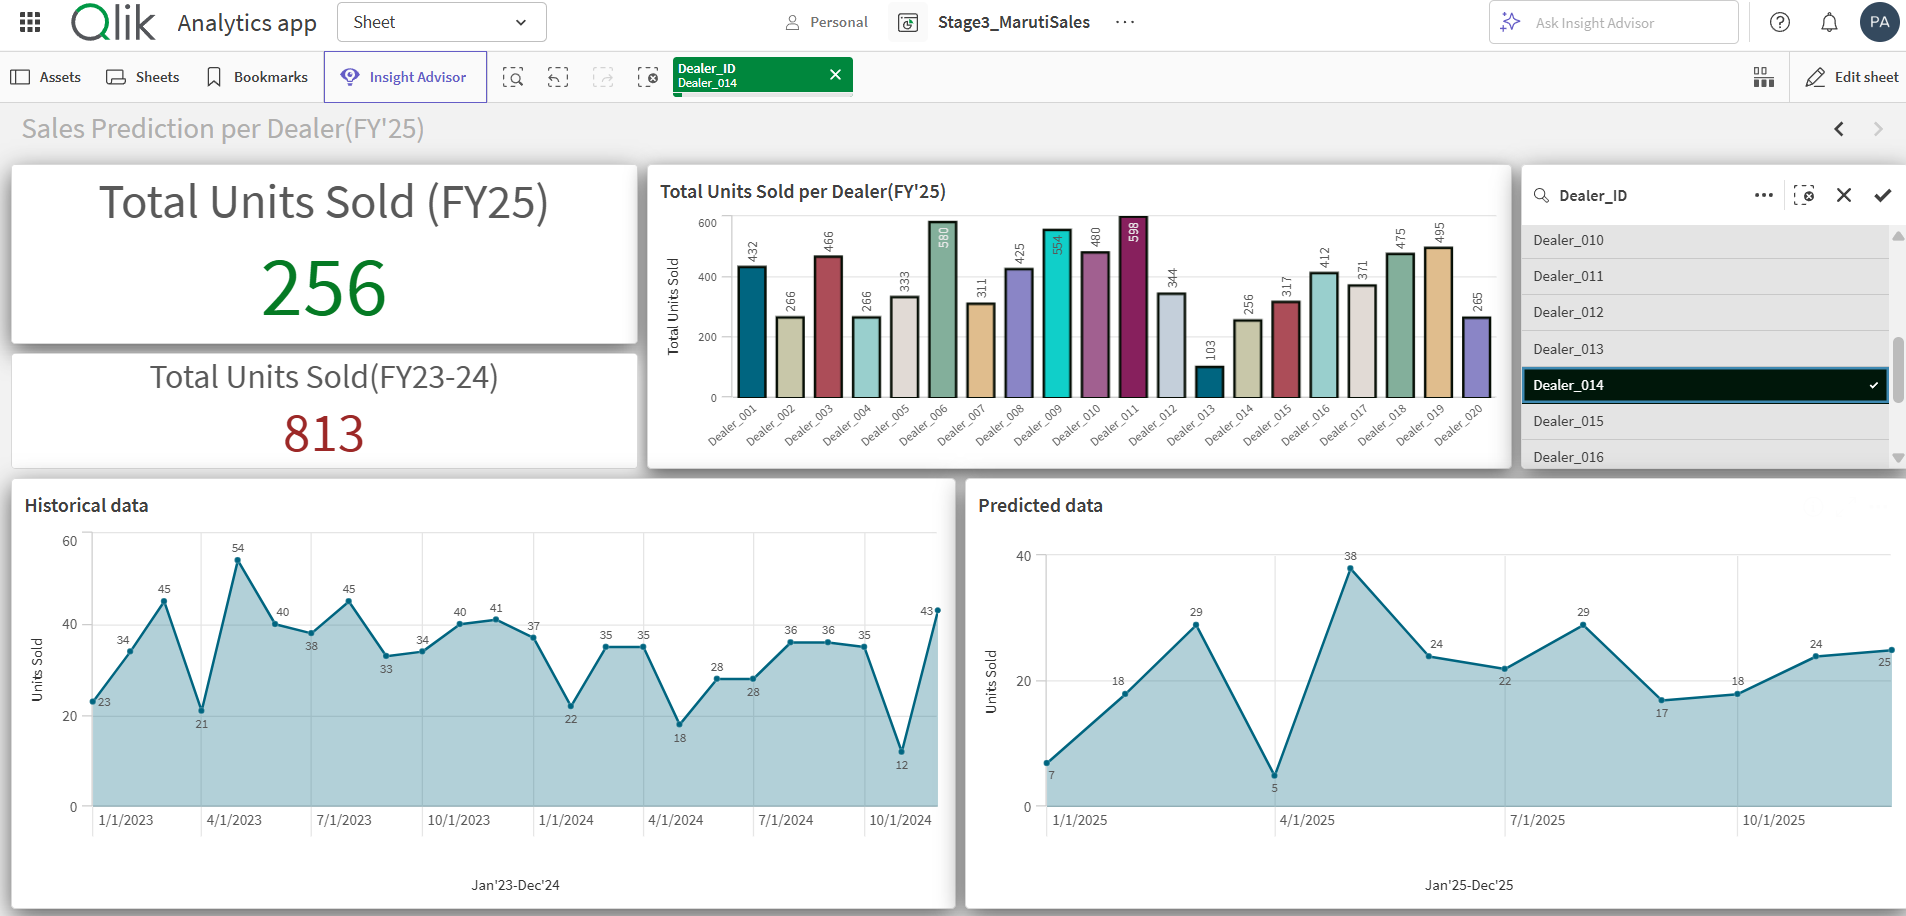 Qlik
Analytics app
Sheet
Personal
Stage3_MarutiSales
...
Ask Insight Advisor
PA
Assets
Sheets
Bookmarks
Insight Advisor
Dealer_ID
Dealer_014
Edit sheet
Sales Prediction per Dealer(FY'25)
Total Units Sold (FY25)
256
Total Units Sold(FY23-24)
813
Total Units Sold per Dealer(FY'25)
Total Units Sold
600
400
200
0
432
266
466
266
333
580
311
425
554
480
598
344
103
256
317
412
371
475
495
265
Dealer_001
Dealer_002
Dealer_003
Dealer_004
Dealer_005
Dealer_006
Dealer_007
Dealer_008
Dealer_009
Dealer_010
Dealer_011
Dealer_012
Dealer_013
Dealer_014
Dealer_015
Dealer_016
Dealer_017
Dealer_018
Dealer_019
Dealer_020
Dealer_ID
Dealer_010
Dealer_011
Dealer_012
Dealer_013
Dealer_014
Dealer_015
Dealer_016
Historical data
Units Sold
60
40
20
0
23
34
45
21
54
40
38
45
33
34
40
41
37
22
35
35
18
28
28
36
36
35
12
43
1/1/2023
4/1/2023
7/1/2023
10/1/2023
1/1/2024
4/1/2024
7/1/2024
10/1/2024
Jan'23-Dec'24
Predicted data
Units Sold
40
20
0
7
18
29
5
38
24
22
29
17
18
24
25
1/1/2025
4/1/2025
7/1/2025
10/1/2025
Jan'25-Dec'25